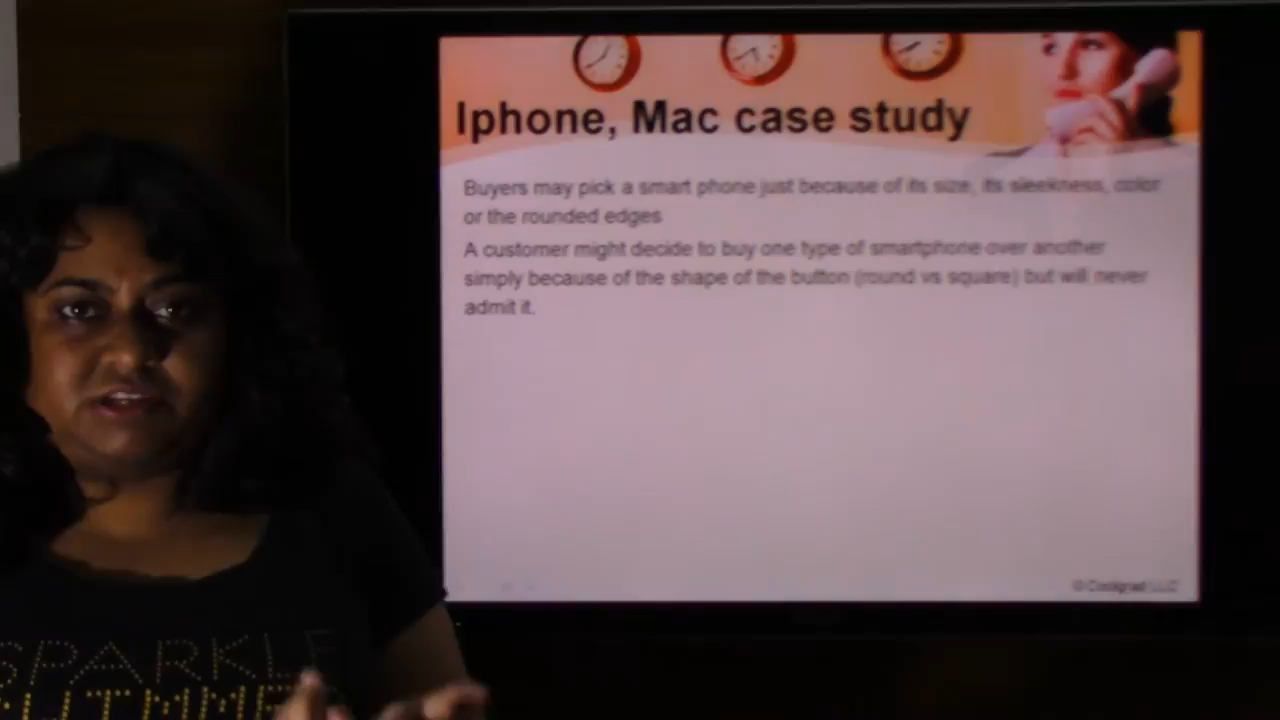 Iphone, Mac case study
Buyers may pick a smart phone just because of its size, its sleekness, color
or the rounded edges
A customer might decide to buy one type of smartphone over another
simply because of the shape of the button (round vs square) but will never
admit it.
© LLC
SPARKLE